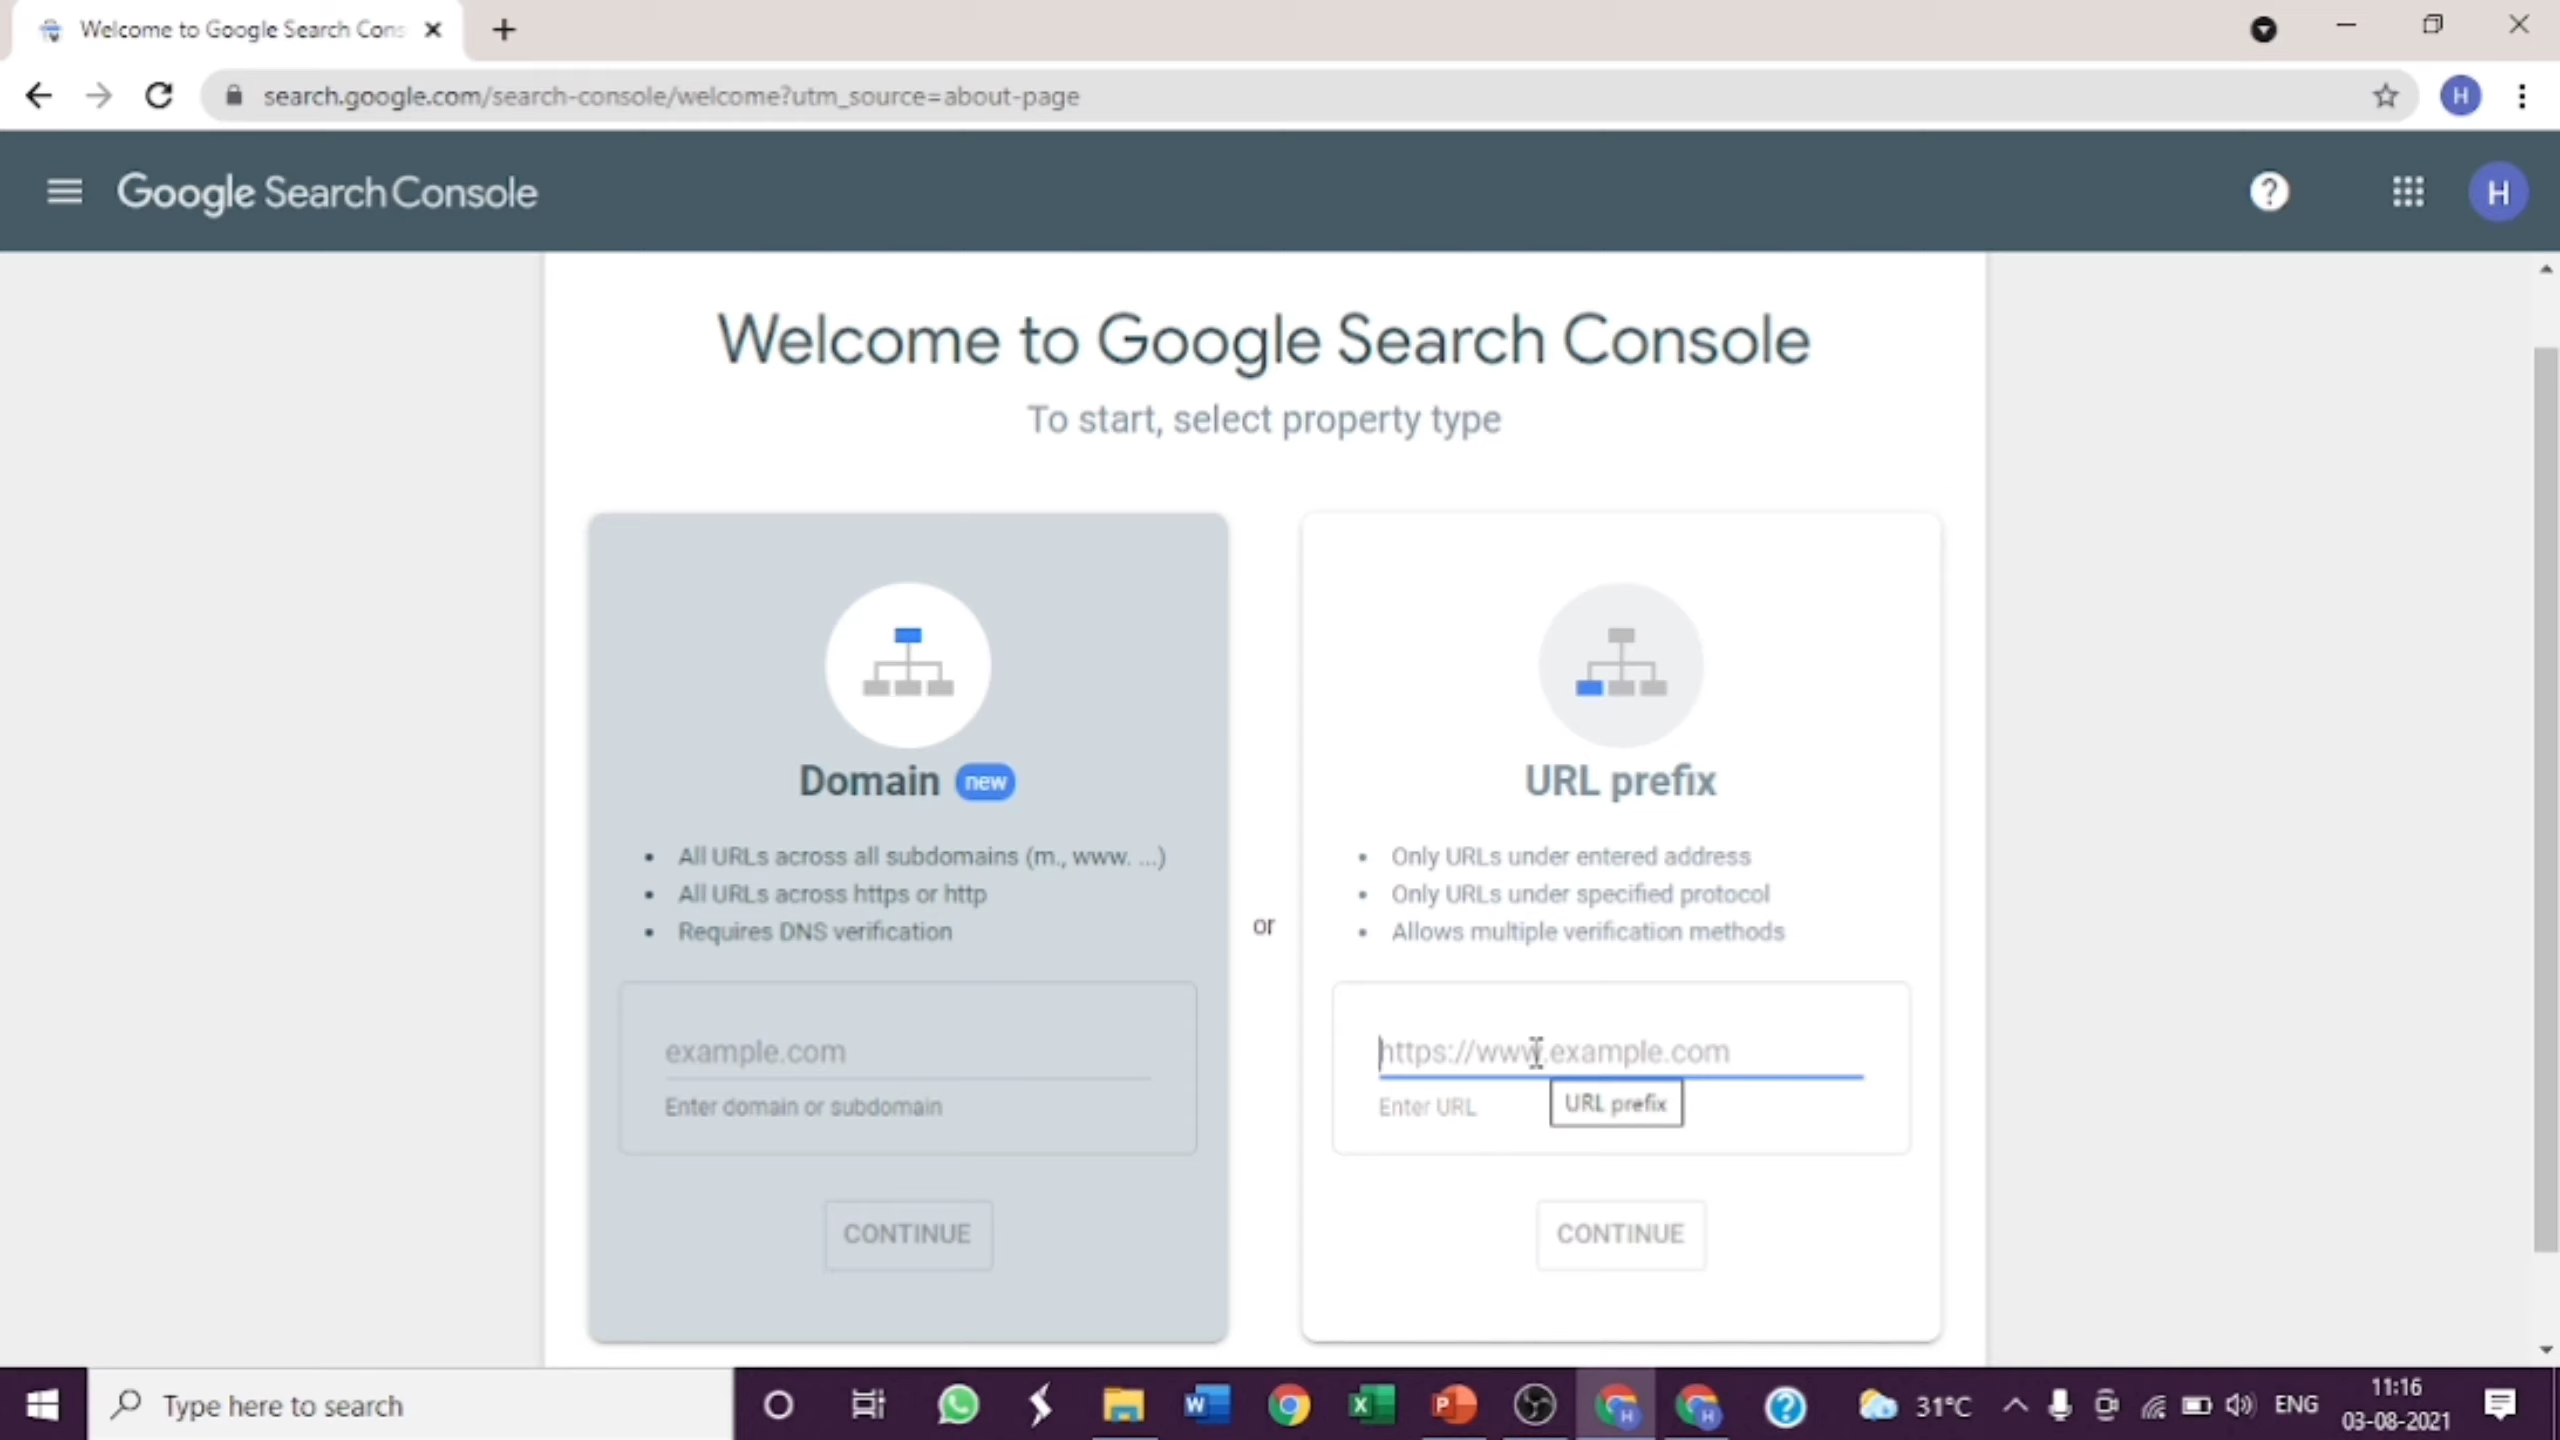 Welcome to Google Search Cons
search.google.com/search-console/welcome?utm_source=about-page
H
Google Search Console
?
H
Welcome to Google Search Console
To start, select property type
Domain new
All URLs across all subdomains (m., www. ...)
All URLs across https or http
Requires DNS verification
example.com
Enter domain or subdomain
CONTINUE
or
URL prefix
Only URLs under entered address
Only URLs under specified protocol
Allows multiple verification methods
https://www.example.com
Enter URL
URL prefix
CONTINUE
Type here to search
W
X
P
H
H
?
31°C
ENG
11:16
03-08-2021